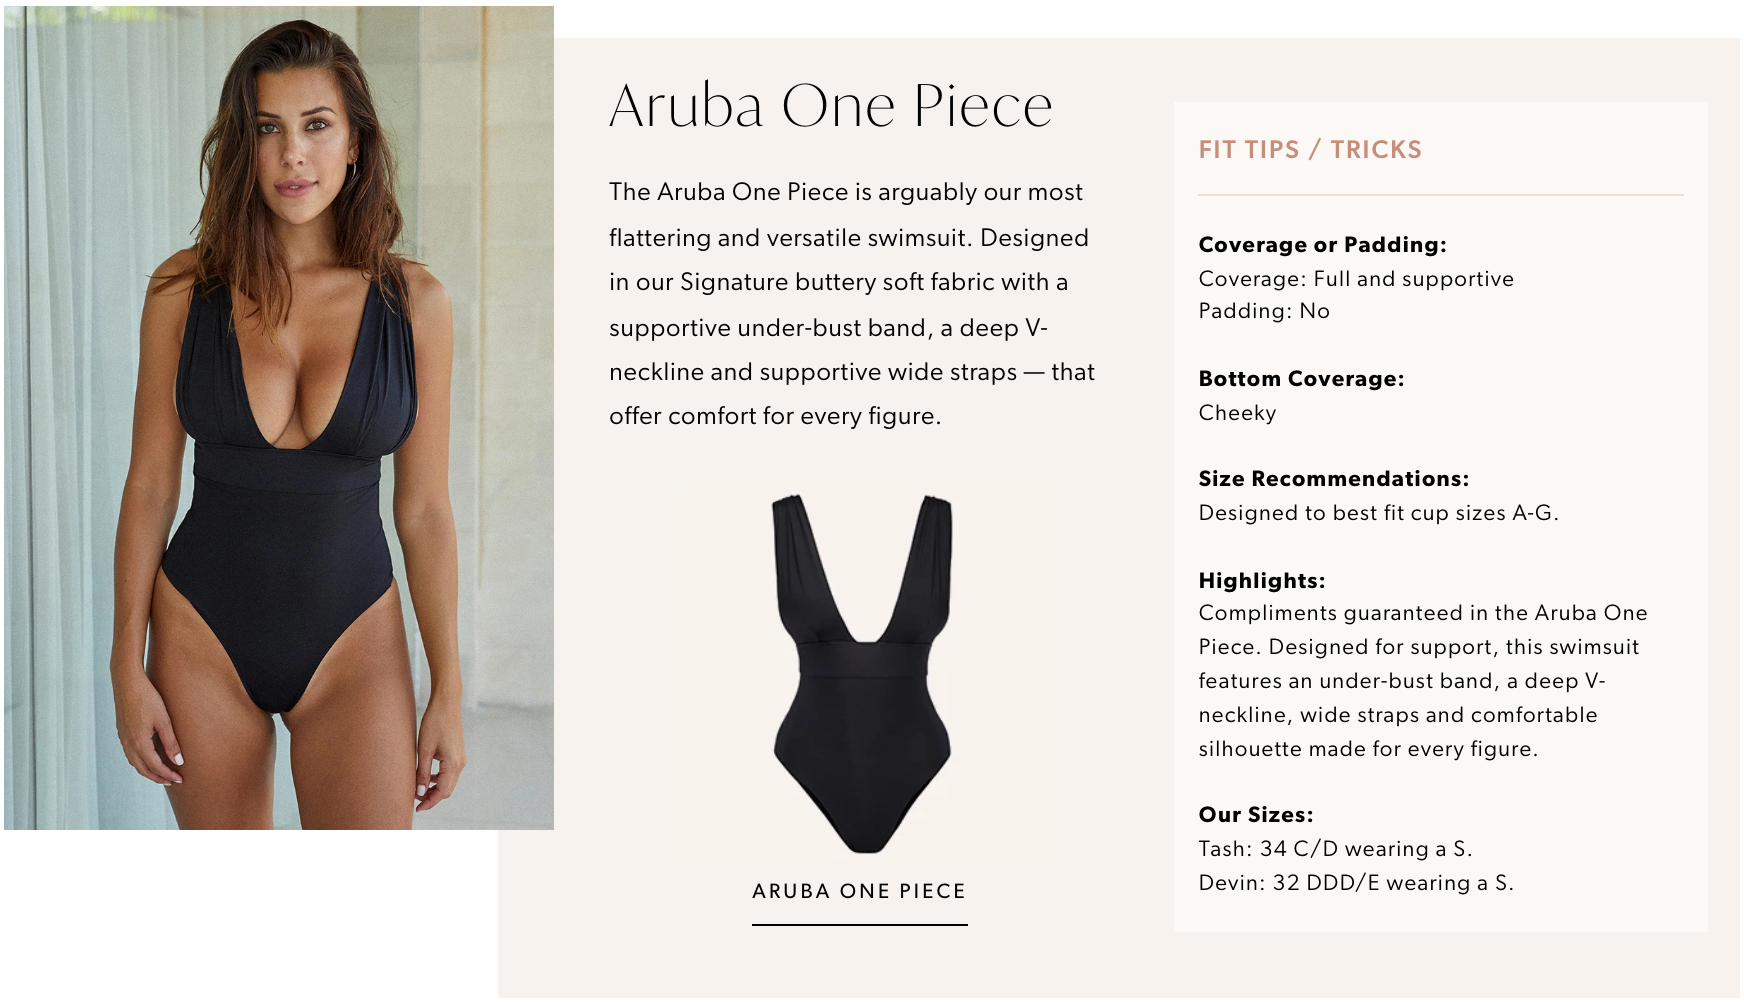 Aruba One Piece
The Aruba One Piece is arguably our most
flattering and versatile swimsuit. Designed
in our Signature buttery soft fabric with a
supportive under-bust band, a deep V-
neckline and supportive wide straps — that
offer comfort for every figure.
ARUBA ONE PIECE
FIT TIPS / TRICKS
Coverage or Padding:
Coverage: Full and supportive
Padding: No
Bottom Coverage:
Cheeky
Size Recommendations:
Designed to best fit cup sizes A-G.
Highlights:
Compliments guaranteed in the Aruba One
Piece. Designed for support, this swimsuit
features an under-bust band, a deep V-
neckline, wide straps and comfortable
silhouette made for every figure.
Our Sizes:
Tash: 34 C/D wearing a S.
Devin: 32 DDD/E wearing a S.